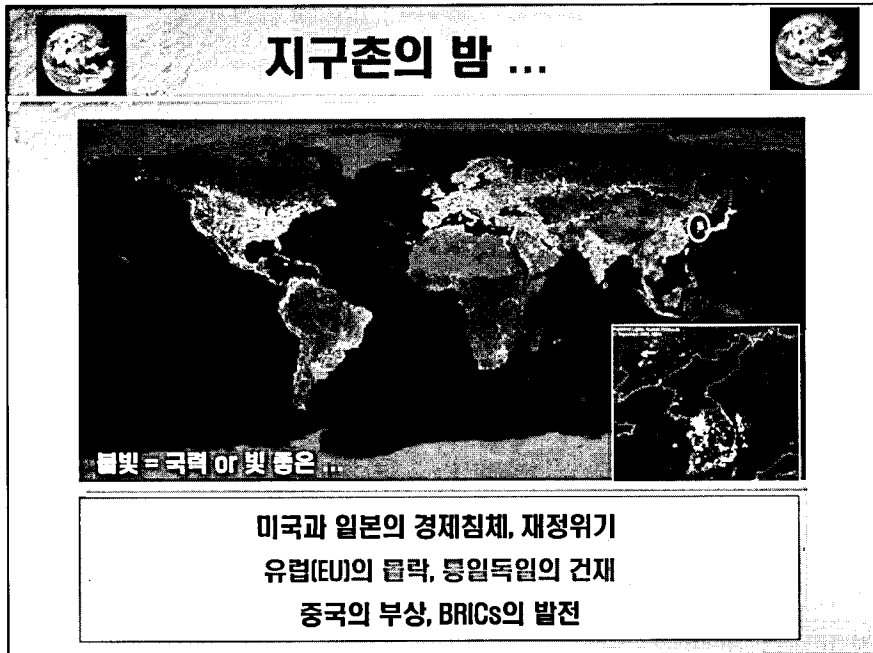 지구촌의 밤 ...
불빛 = 국력 or 빛 좋은 ...
미국과 일본의 경제침체, 재정위기
유럽(EU)의 몰락, 통일독일의 건재
중국의 부상, BRICs의 발전